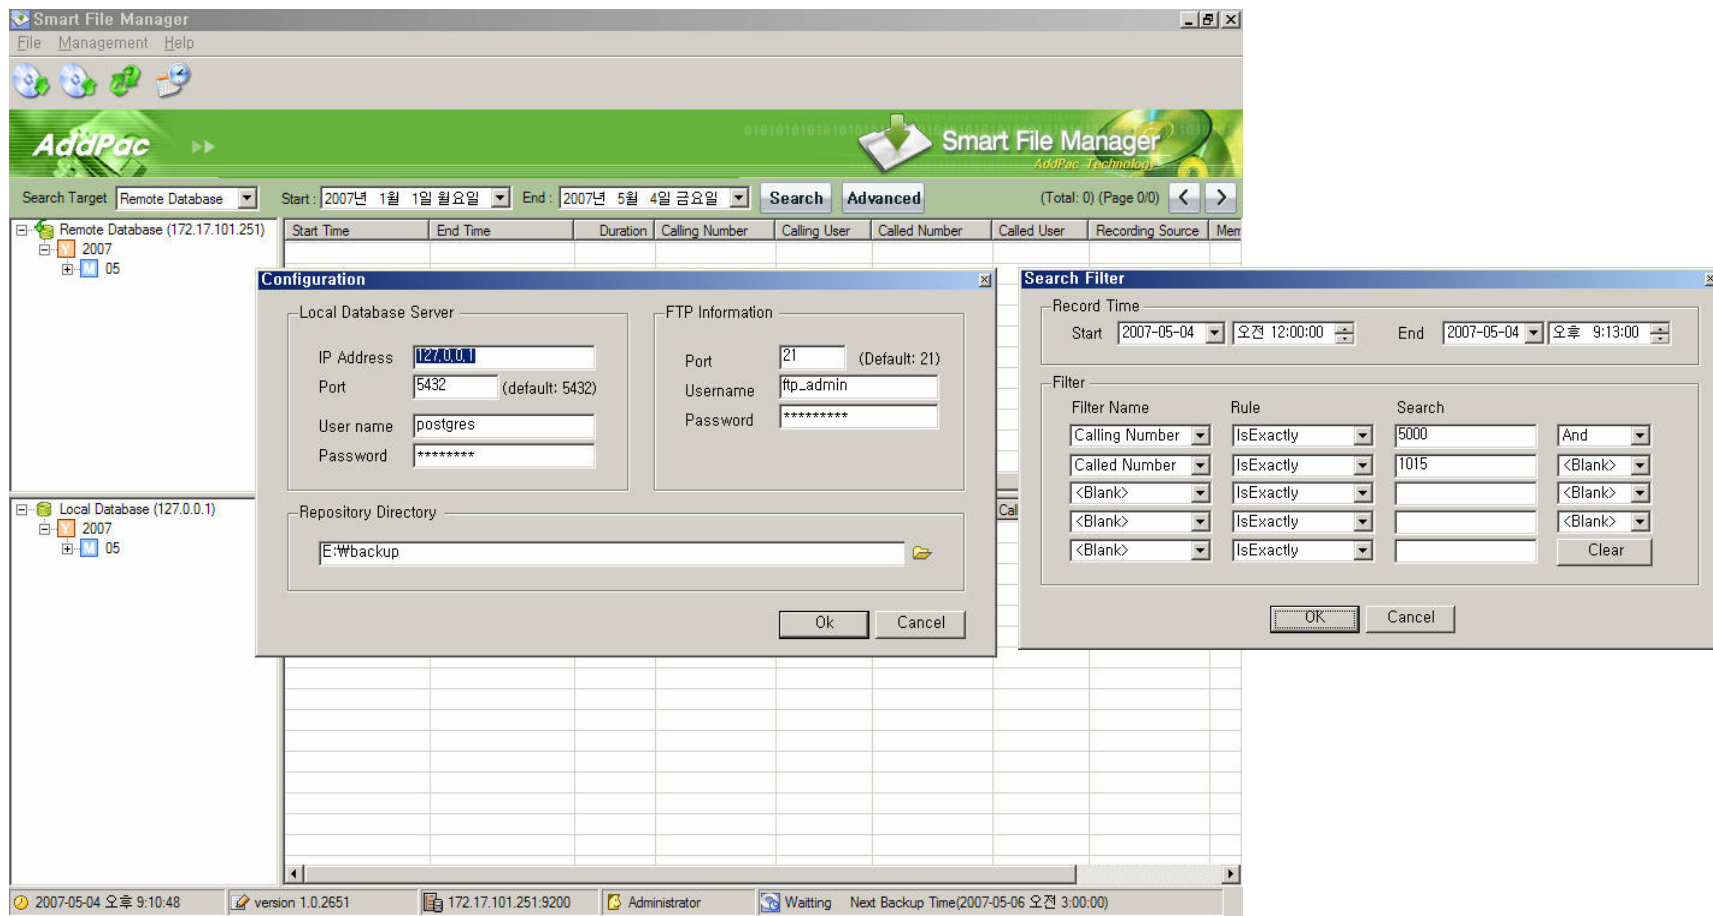 Smart File Manager
File Management Help
AddPac
Smart File Manager
AddPac Technology
Search Target Remote Database Start : 2007년 1월 1일 월요일 End : 2007년 5월 4일 금요일 Search Advanced (Total: 0) (Page 0/0) < >
Remote Database (172.17.101.251)
2007
05
Start Time End Time Duration Calling Number Calling User Called Number Called User Recording Source Mem
Configuration
Local Database Server
IP Address 127.0.0.1
Port 5432 (default: 5432)
User name postgres
Password ********
FTP Information
Port 21 (Default: 21)
Username ftp_admin
Password *********
Repository Directory
E:₩backup
Ok Cancel
Search Filter
Record Time
Start 2007-05-04 오전 12:00:00 End 2007-05-04 오후 9:13:00
Filter
Filter Name Rule Search
Calling Number IsExactly 5000 And
Called Number IsExactly 1015 <Blank>
<Blank> IsExactly <Blank>
<Blank> IsExactly <Blank>
<Blank> IsExactly Clear
OK Cancel
Local Database (127.0.0.1)
2007
05
Cal
2007-05-04 오후 9:10:48 version 1.0.2651 172.17.101.251:9200 Administrator Waitting Next Backup Time(2007-05-06 오전 3:00:00)